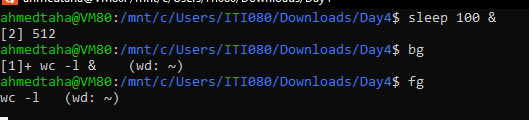 ahmedtaha@VM80:/mnt/c/Users/ITI080/Downloads/Day4$ sleep 100 &
[2] 512
ahmedtaha@VM80:/mnt/c/Users/ITI080/Downloads/Day4$ bg
[1]+ wc -l &     (wd: ~)
ahmedtaha@VM80:/mnt/c/Users/ITI080/Downloads/Day4$ fg
wc -l   (wd: ~)